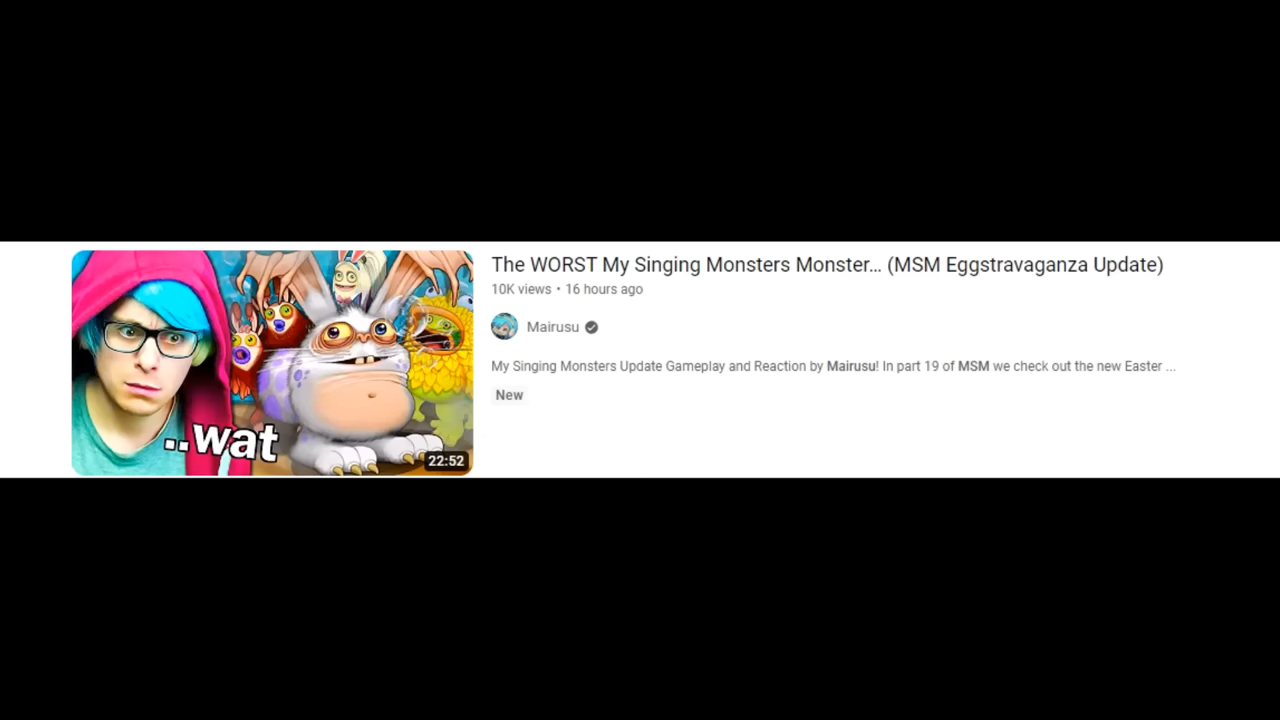 The WORST My Singing Monsters Monster... (MSM Eggstravaganza Update)
10K views • 16 hours ago
Mairusu
My Singing Monsters Update Gameplay and Reaction by Mairusu! In part 19 of MSM we check out the new Easter ...
New
..wat
22:52